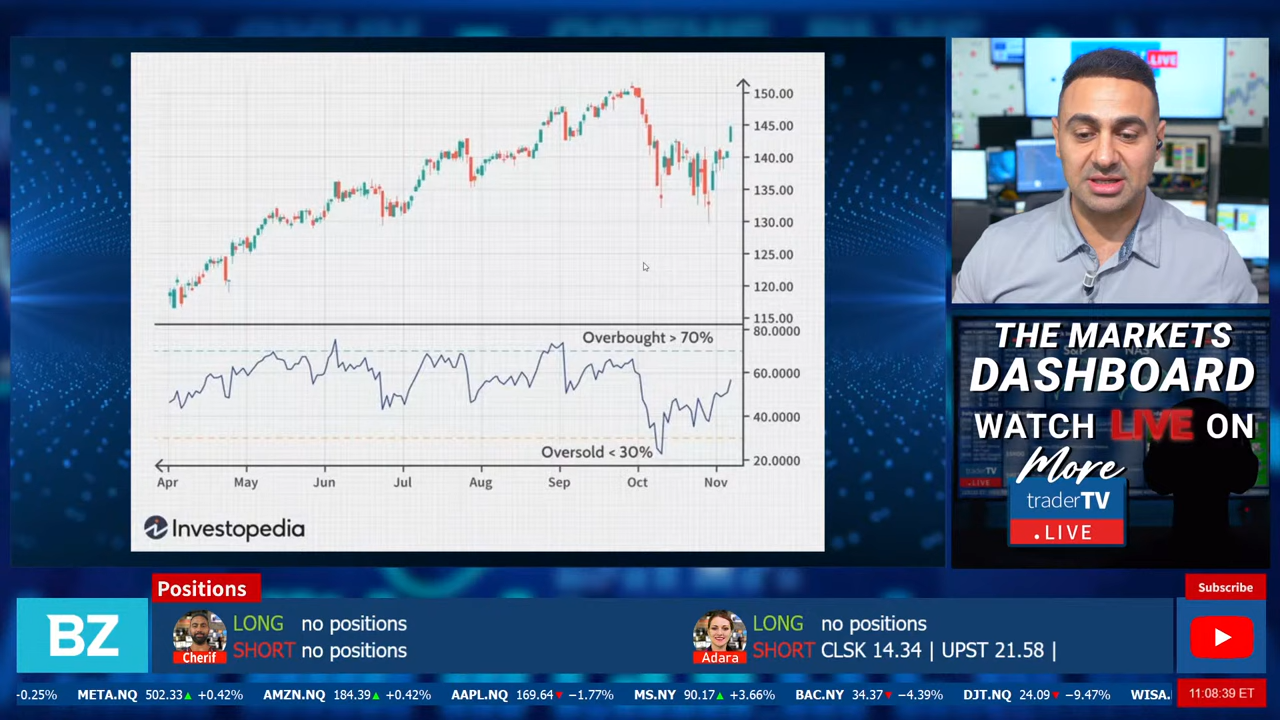 150.00
145.00
140.00
135.00
130.00
125.00
120.00
115.00
80.0000
Overbought > 70%
60.0000
40.0000
Oversold < 30%
20.0000
Apr May Jun Jul Aug Sep Oct Nov
Investopedia
LIVE
THE MARKETS
DASHBOARD
WATCH LIVE ON
More
traderTV
.LIVE
Positions
Subscribe
BZ
LONG no positions
SHORT no positions
Cherif
LONG no positions
SHORT CLSK 14.34 | UPST 21.58 |
Adara
-0.25% META.NQ 502.33▲ +0.42% AMZN.NQ 184.39▲ +0.42% AAPL.NQ 169.64▼ −1.77% MS.NY 90.17▲ +3.66% BAC.NY 34.37▼ −4.39% DJT.NQ 24.09▼ −9.47% WISA.
11:08:39 ET